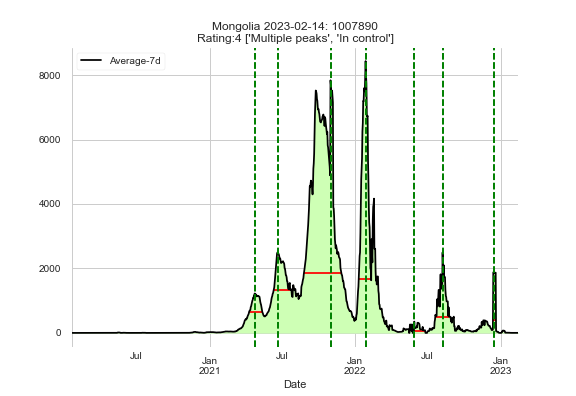 Mongolia 2023-02-14: 1007890
Rating:4 ['Multiple peaks', 'In control']
Average-7d
8000
6000
4000
2000
0
Jul
Jan
2021
Jul
Jan
2022
Jul
Jan
2023
Date